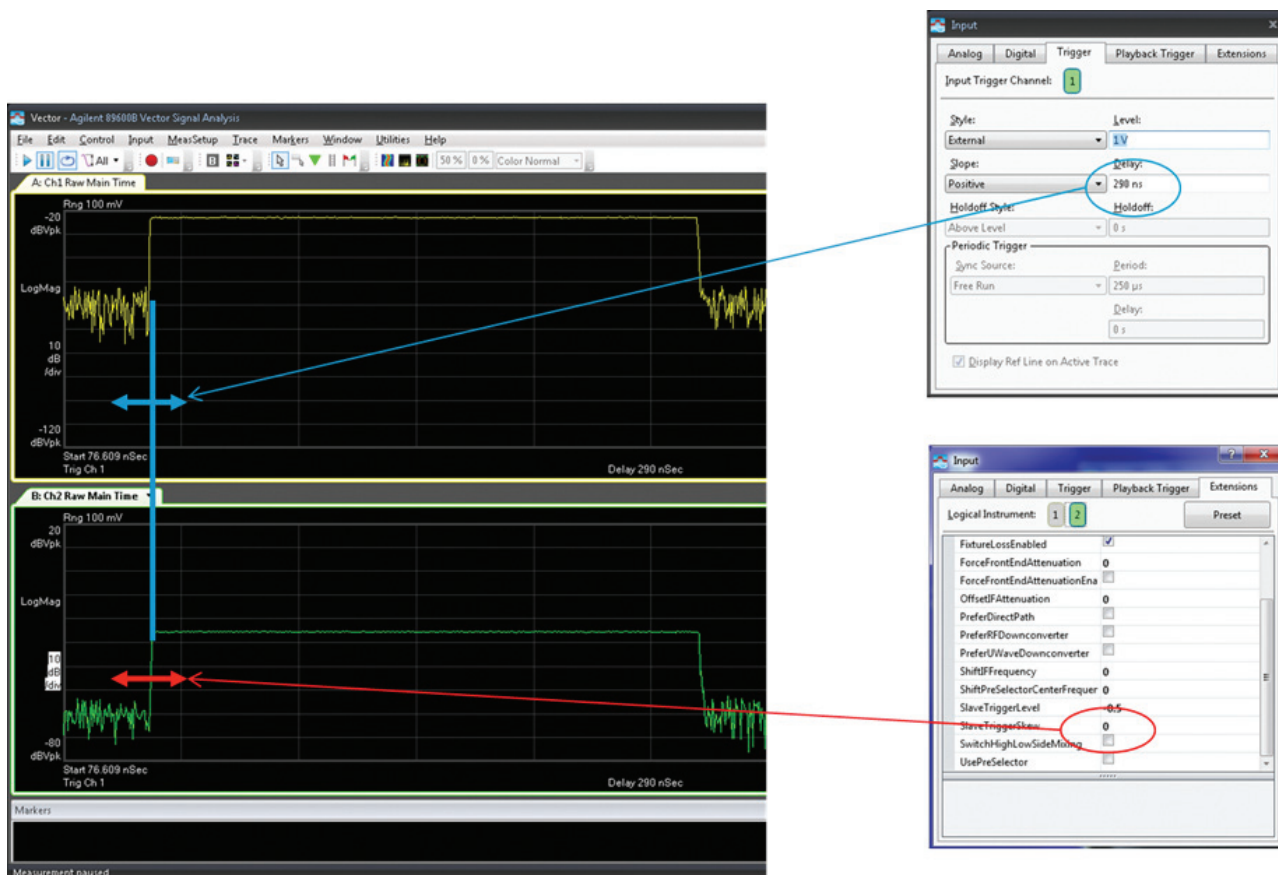 Vector - Agilent 89600B Vector Signal Analysis
File Edit Control Input MeasSetup Trace Markers Window Utilities Help
All 50 % 0 % Color Normal
A: Ch1 Raw Main Time
Rng 100 mV
-20
dBVpk
LogMag
10
dB
/div
-120
dBVpk
Start 76.609 nSec
Trig Ch 1
Delay 290 nSec
B: Ch2 Raw Main Time
Rng 100 mV
20
dBVpk
LogMag
10
dB
/div
-80
dBVpk
Start 76.609 nSec
Trig Ch 1
Delay 290 nSec
Markers
Measurement paused
Input
Analog Digital Trigger Playback Trigger Extensions
Input Trigger Channel: 1
Style: Level:
External 1 V
Slope: Delay:
Positive 290 ns
Holdoff Style: Holdoff:
Above Level 0 s
Periodic Trigger
Sync Source: Period:
Free Run 250 µs
Delay:
0 s
Display Ref Line on Active Trace
Input
Analog Digital Trigger Playback Trigger Extensions
Logical Instrument: 1 2 Preset
FixtureLossEnabled
ForceFrontEndAttenuation 0
ForceFrontEndAttenuationEna
OffsetIFAttenuation 0
PreferDirectPath
PreferRFDownconverter
PreferUWaveDownconverter
ShiftIFFrequency 0
ShiftPreSelectorCenterFrequer 0
SlaveTriggerLevel -0.5
SlaveTriggerSkew 0
SwitchHighLowSideMixing
UsePreSelector